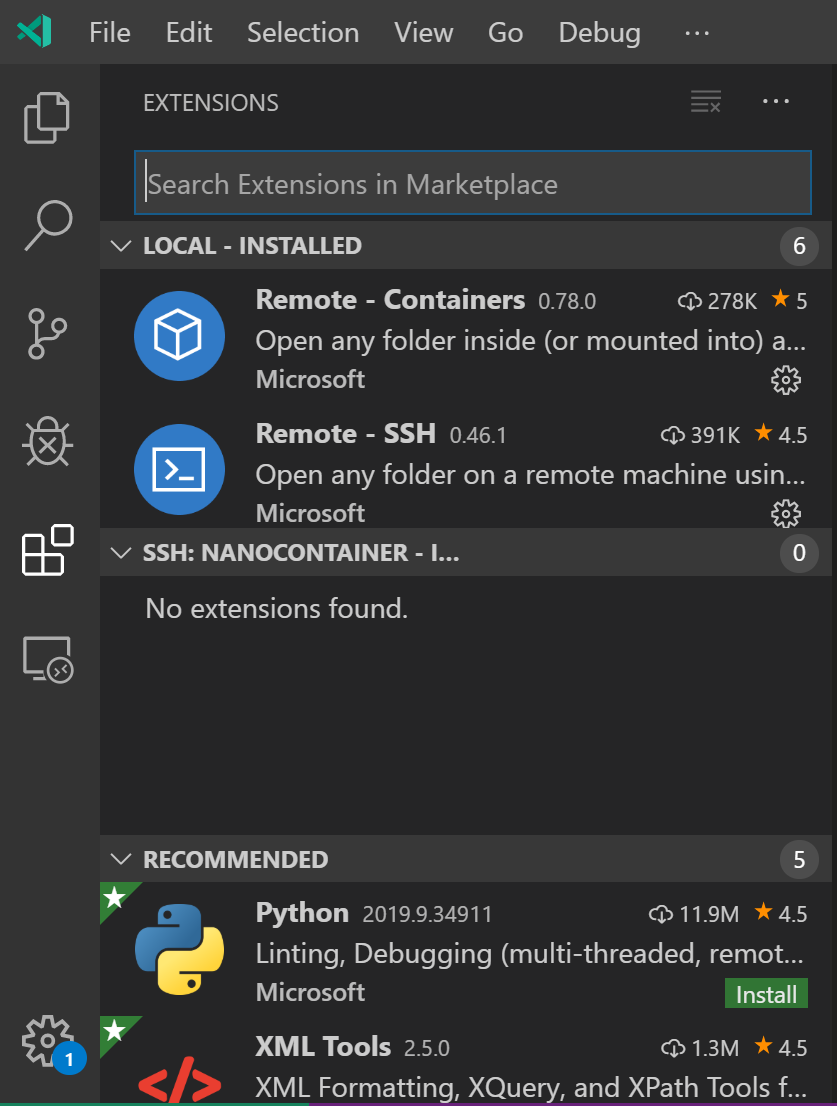 File Edit Selection View Go Debug ...
EXTENSIONS
Search Extensions in Marketplace
LOCAL - INSTALLED 6
Remote - Containers 0.78.0 278K 5
Open any folder inside (or mounted into) a...
Microsoft
Remote - SSH 0.46.1 391K 4.5
Open any folder on a remote machine usin...
Microsoft
SSH: NANOCONTAINER - I... 0
No extensions found.
RECOMMENDED 5
Python 2019.9.34911 11.9M 4.5
Linting, Debugging (multi-threaded, remot...
Microsoft Install
XML Tools 2.5.0 1.3M 4.5
1
XML Formatting, XQuery, and XPath Tools f...